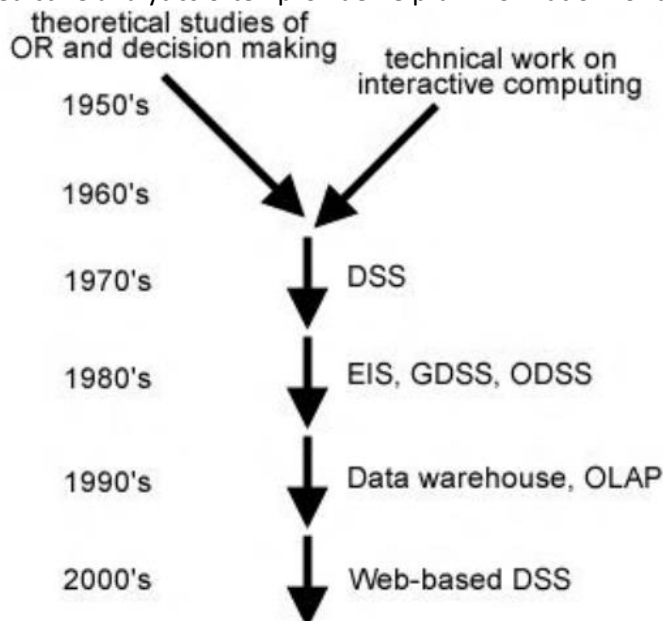 theoretical studies of
OR and decision making
technical work on
interactive computing
1950's
1960's
1970's
DSS
1980's
EIS, GDSS, ODSS
1990's
Data warehouse, OLAP
2000's
Web-based DSS